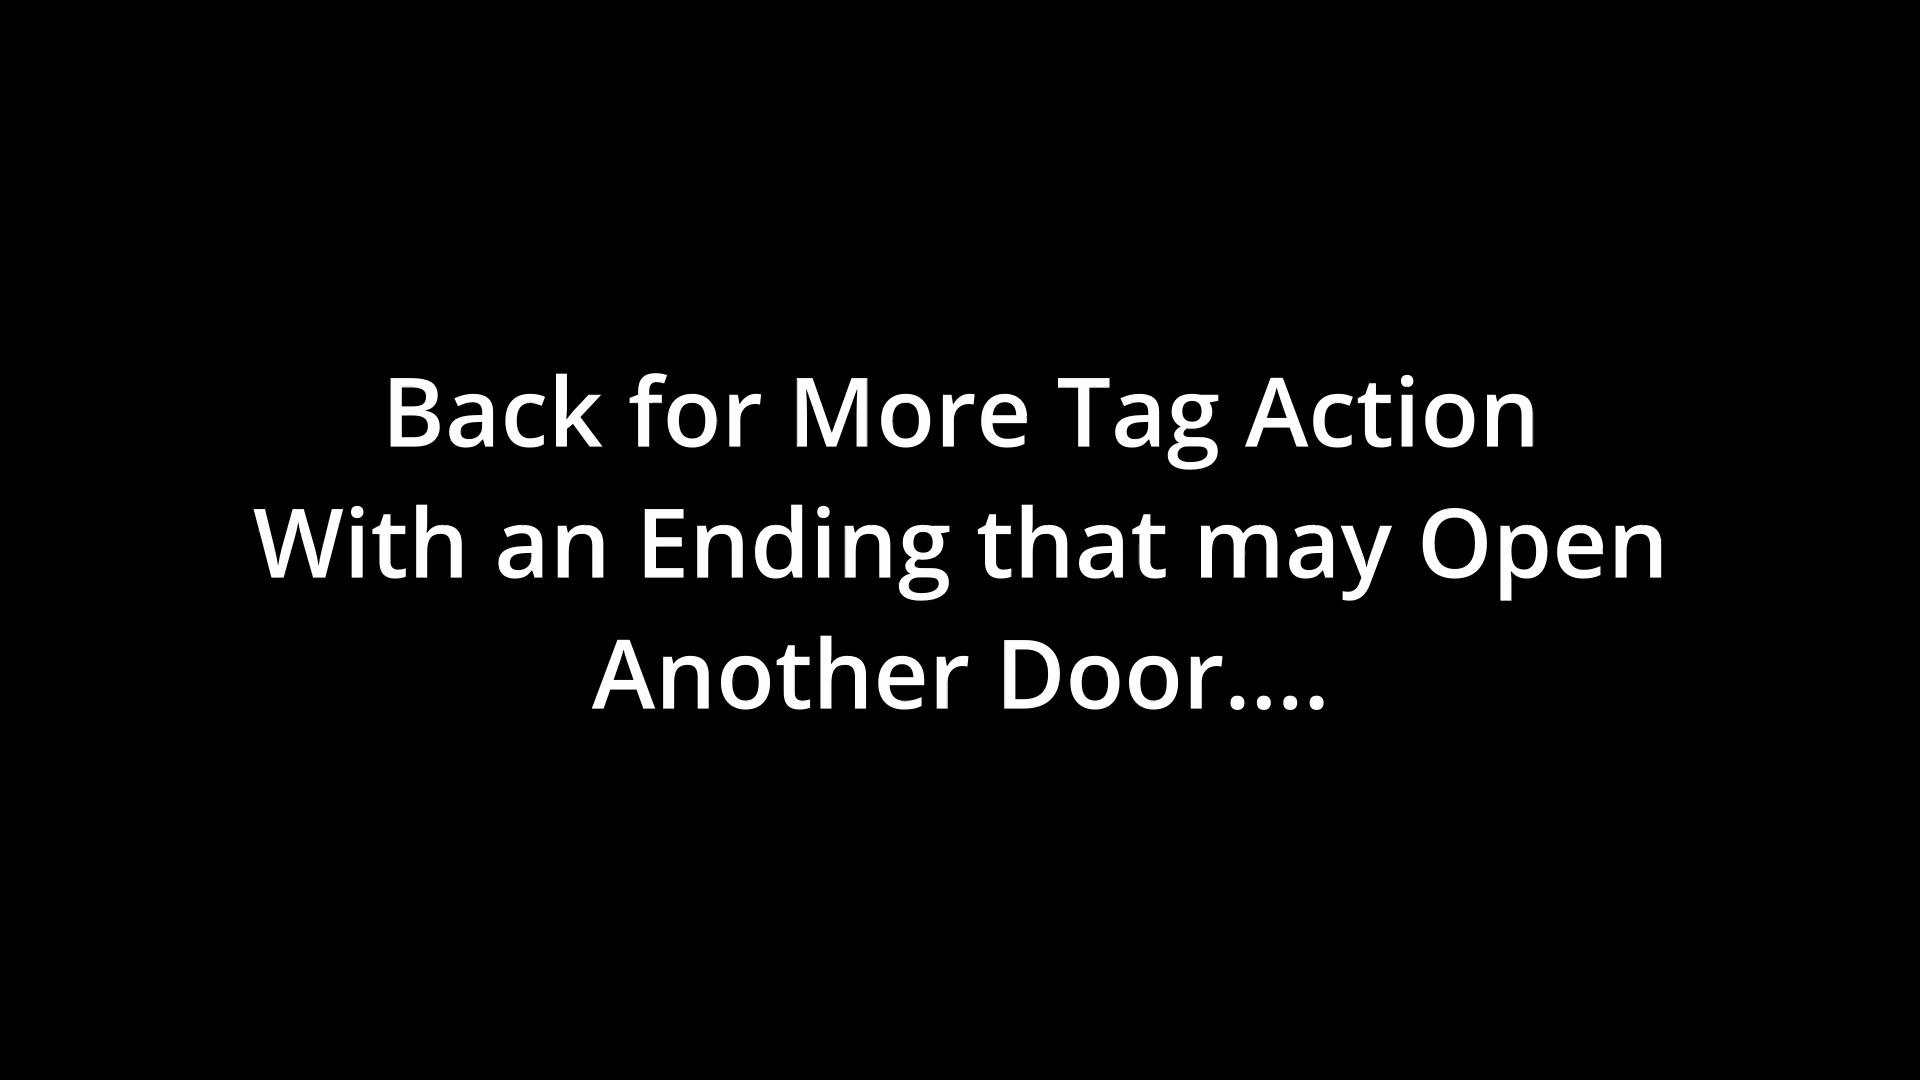 Back for More Tag Action
With an Ending that may Open
Another Door....